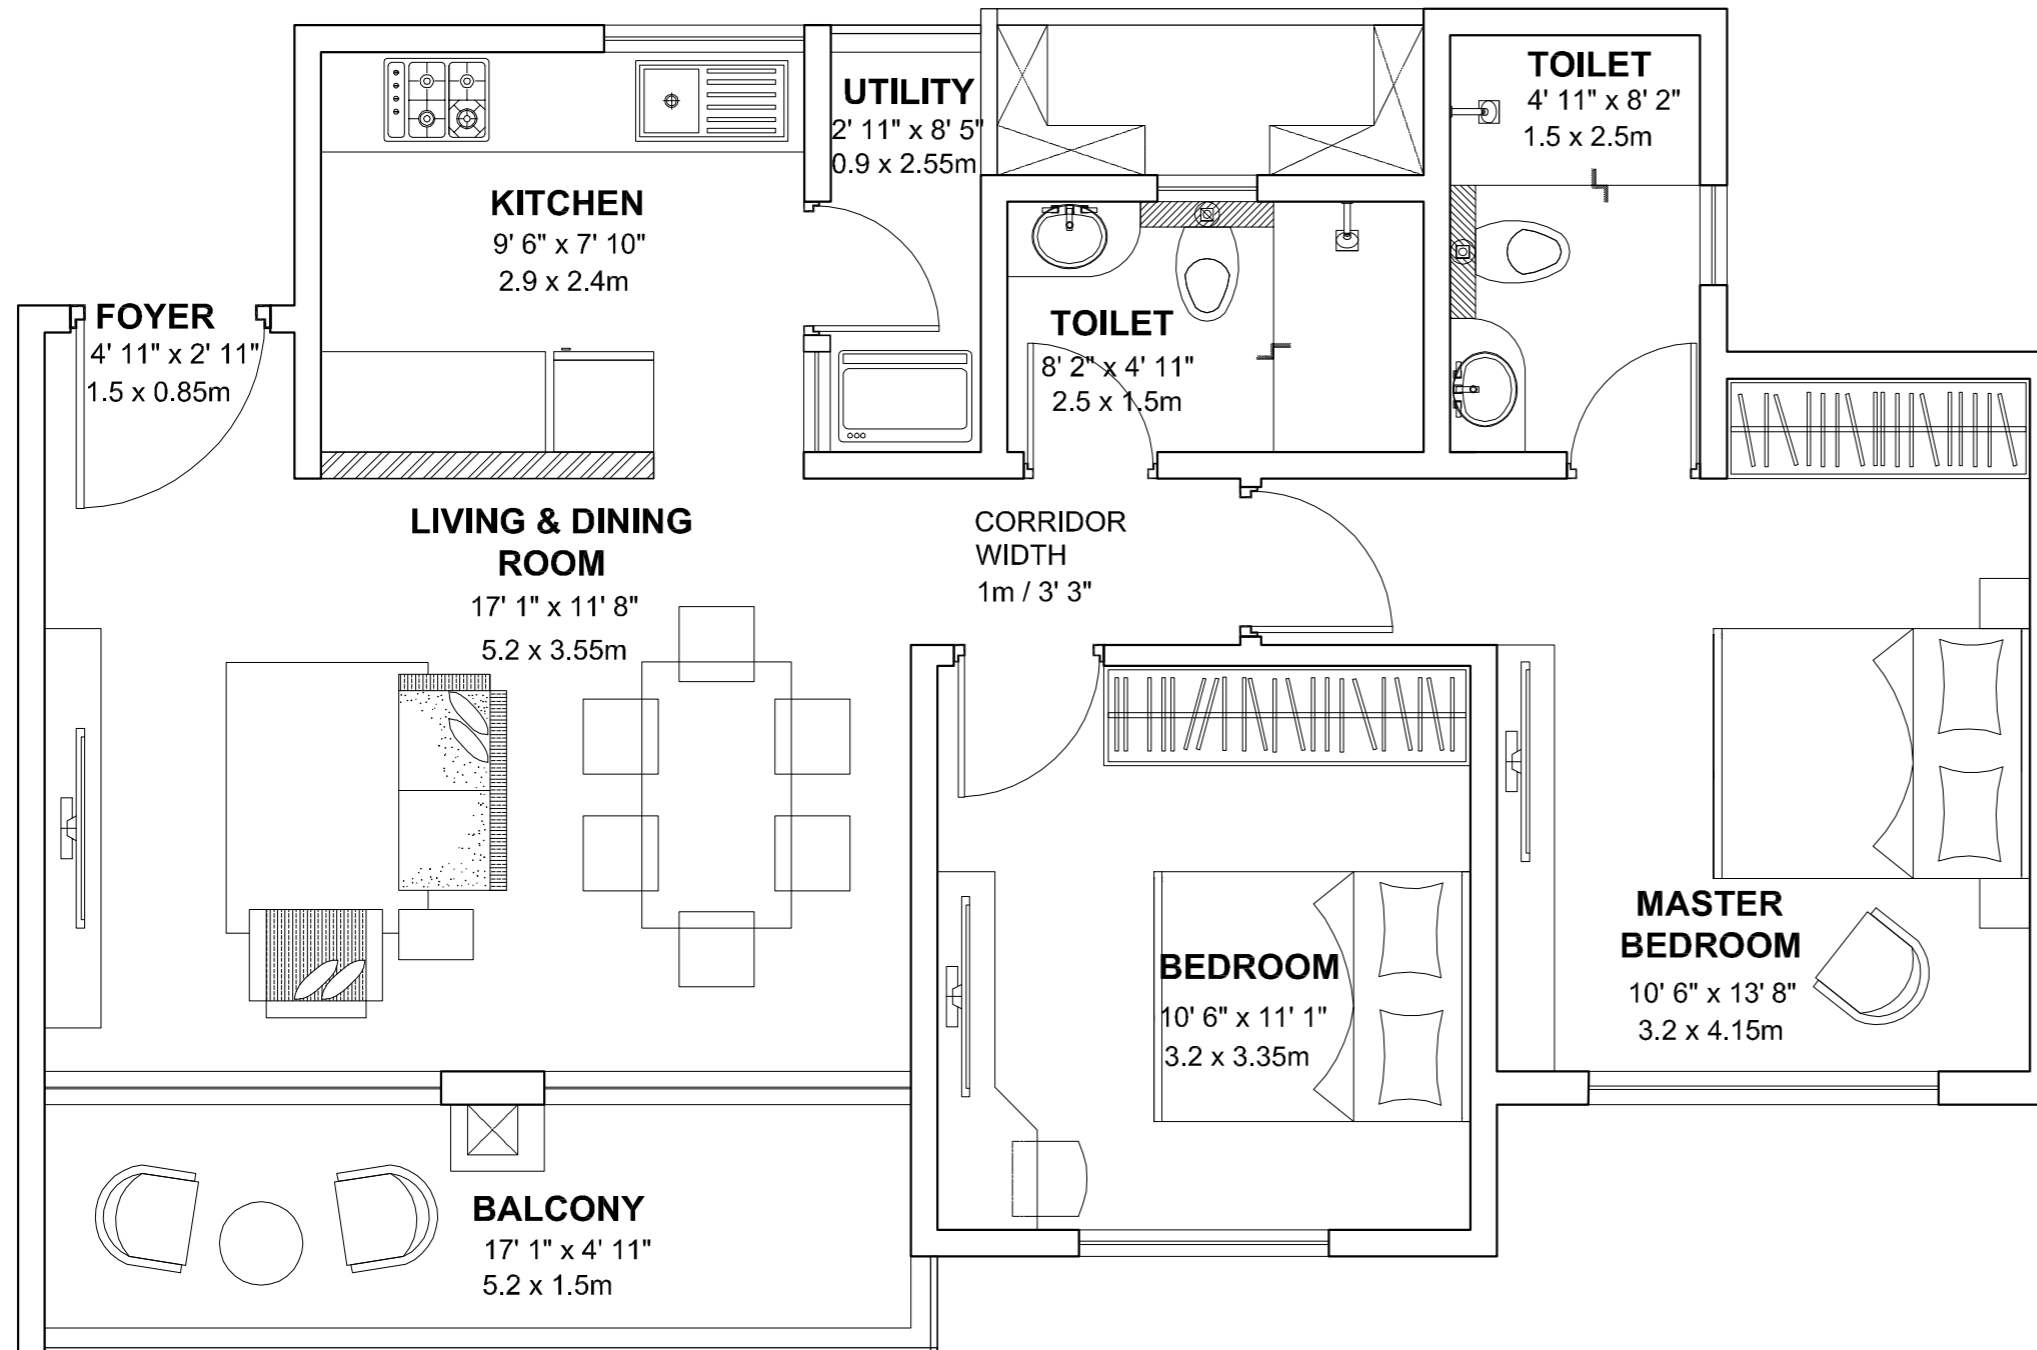 TOILET
4' 11" x 8' 2"
1.5 x 2.5m
UTILITY
2' 11" x 8' 5"
0.9 x 2.55m
KITCHEN
9' 6" x 7' 10"
2.9 x 2.4m
FOYER
4' 11" x 2' 11"
1.5 x 0.85m
TOILET
8' 2" x 4' 11"
2.5 x 1.5m
LIVING & DINING
ROOM
17' 1" x 11' 8"
5.2 x 3.55m
CORRIDOR
WIDTH
1m / 3' 3"
MASTER
BEDROOM
10' 6" x 13' 8"
3.2 x 4.15m
BEDROOM
10' 6" x 11' 1"
3.2 x 3.35m
BALCONY
17' 1" x 4' 11"
5.2 x 1.5m